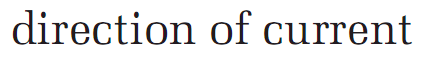 direction of current